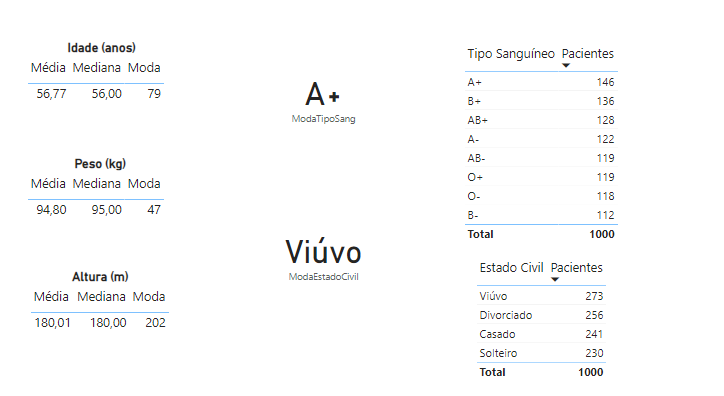 Idade (anos)
Média Mediana Moda
56,77 56,00 79
Peso (kg)
Média Mediana Moda
94,80 95,00 47
Altura (m)
Média Mediana Moda
180,01 180,00 202
A+
ModaTipoSang
Viúvo
ModaEstadoCivil
Tipo Sanguíneo Pacientes
A+ 146
B+ 136
AB+ 128
A- 122
AB- 119
O+ 119
O- 118
B- 112
Total 1000
Estado Civil Pacientes
Viúvo 273
Divorciado 256
Casado 241
Solteiro 230
Total 1000